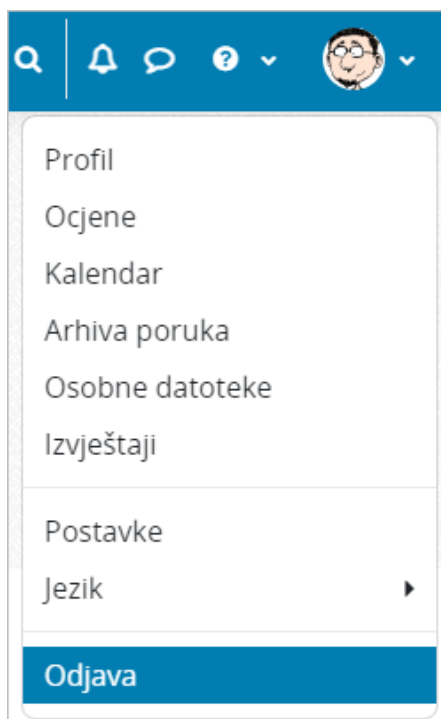 Profil
Ocjene
Kalendar
Arhiva poruka
Osobne datoteke
Izvještaji
Postavke
Jezik
Odjava